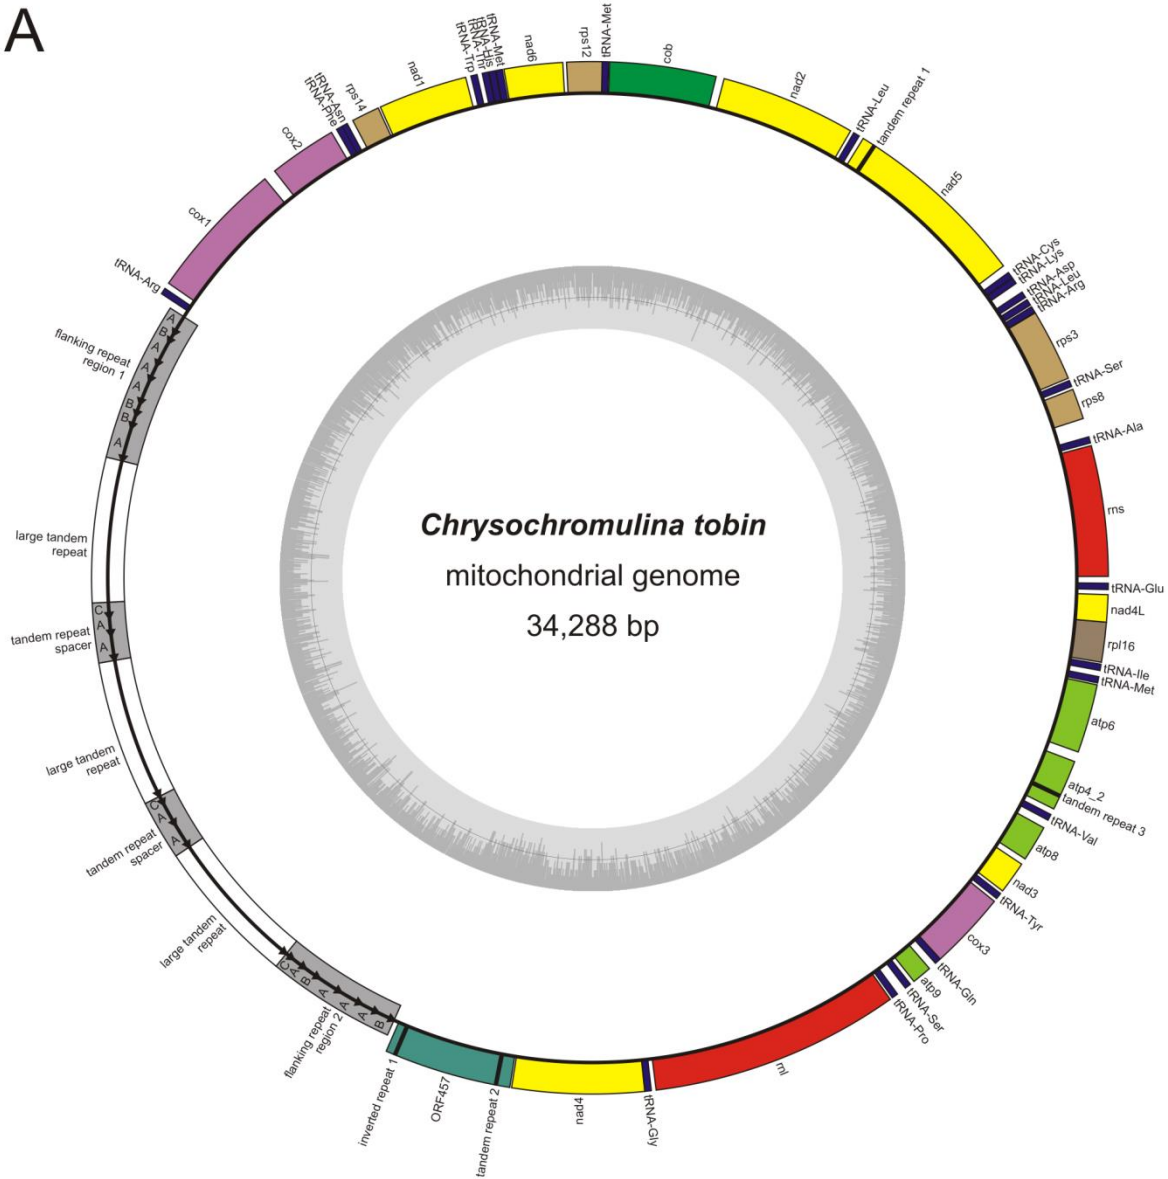 A
Chrysochromulina tobin
mitochondrial genome
34,288 bp
tRNA-Met
cob
nad2
tRNA-Leu
tandem repeat 1
nad5
tRNA-Cys
tRNA-Lys
tRNA-Asp
tRNA-Leu
tRNA-Arg
rps3
tRNA-Ser
rps8
tRNA-Ala
rns
tRNA-Glu
nad4L
rpl16
tRNA-Ile
tRNA-Met
atp6
atp4_2
tandem repeat 3
tRNA-Val
atp8
nad3
tRNA-Tyr
cox3
tRNA-Gln
atp9
tRNA-Ser
tRNA-Pro
rnl
tRNA-Gly
nad4
tandem repeat 2
ORF457
inverted repeat 1
flanking repeat
region 2
B
A
A
A
B
A
C
large tandem
repeat
tandem repeat
spacer
A
A
C
large tandem
repeat
tandem repeat
spacer
A
A
C
large tandem
repeat
flanking repeat
region 1
A
B
B
A
A
A
B
A
tRNA-Arg
cox1
cox2
tRNA-Phe
tRNA-Asn
rps14
nad1
tRNA-Trp
tRNA-Thr
tRNA-His
tRNA-Met
nad6
rps12